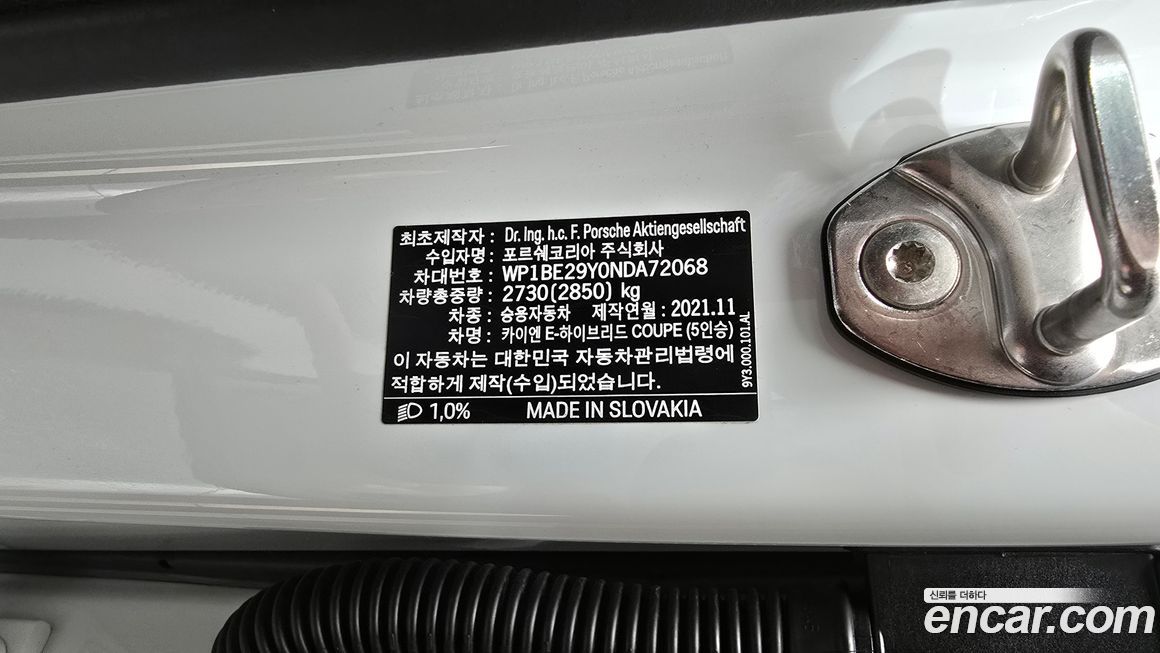 최초제작자 : Dr. Ing. h.c. F. Porsche Aktiengesellschaft
수입자명 : 포르쉐코리아 주식회사
차대번호 : WP1BE29Y0NDA72068
차량총중량 : 2730(2850) kg
차종 : 승용자동차 제작연월 : 2021.11
차명 : 카이엔 E-하이브리드 COUPE (5인승)
이 자동차는 대한민국 자동차관리법령에
적합하게 제작(수입)되었습니다.
9Y3.000.101.AL
1,0% MADE IN SLOVAKIA
신뢰를 더하다
encar.com